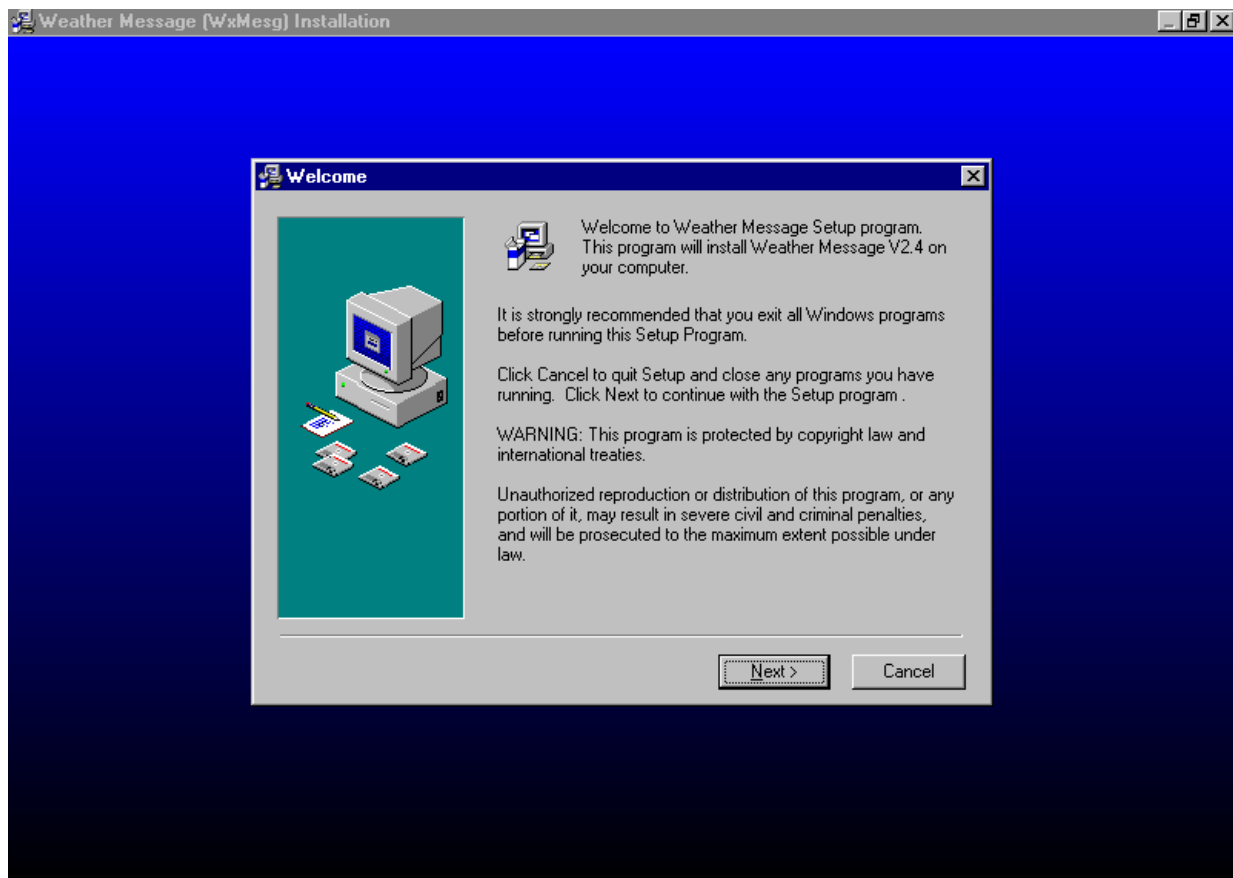 Weather Message (WxMesg) Installation
Welcome
Welcome to Weather Message Setup program.
This program will install Weather Message V2.4 on
your computer.
It is strongly recommended that you exit all Windows programs
before running this Setup Program.
Click Cancel to quit Setup and close any programs you have
running.  Click Next to continue with the Setup program .
WARNING: This program is protected by copyright law and
international treaties.
Unauthorized reproduction or distribution of this program, or any
portion of it, may result in severe civil and criminal penalties,
and will be prosecuted to the maximum extent possible under
law.
Next >
Cancel